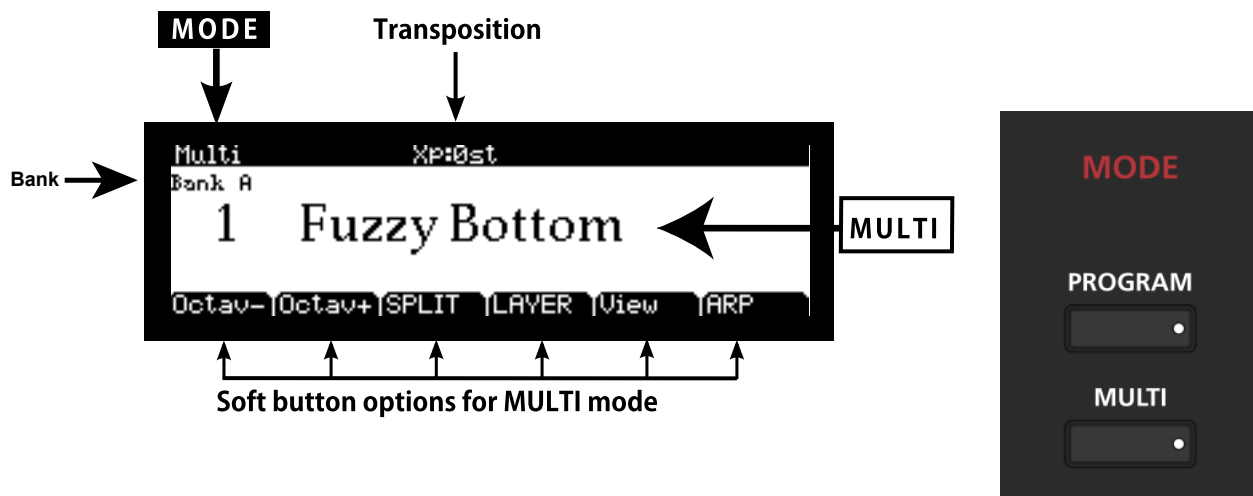 MODE
Transposition
Multi Xp:0st
Bank
Bank A
1 Fuzzy Bottom
MULTI
Octav- Octav+ SPLIT LAYER View ARP
Soft button options for MULTI mode
MODE
PROGRAM
MULTI